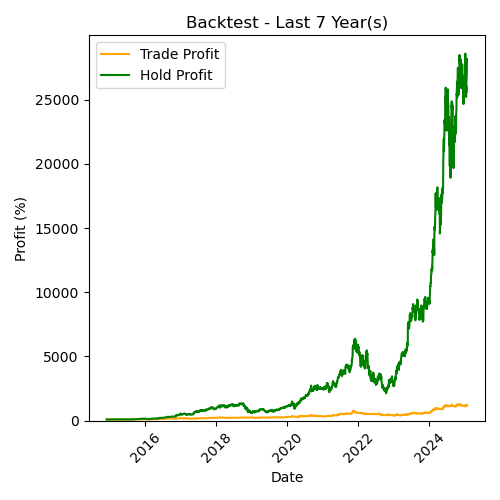 Backtest - Last 7 Year(s)
Trade Profit
Hold Profit
25000
20000
15000
10000
5000
0
Profit (%)
2016
2018
2020
2022
2024
Date